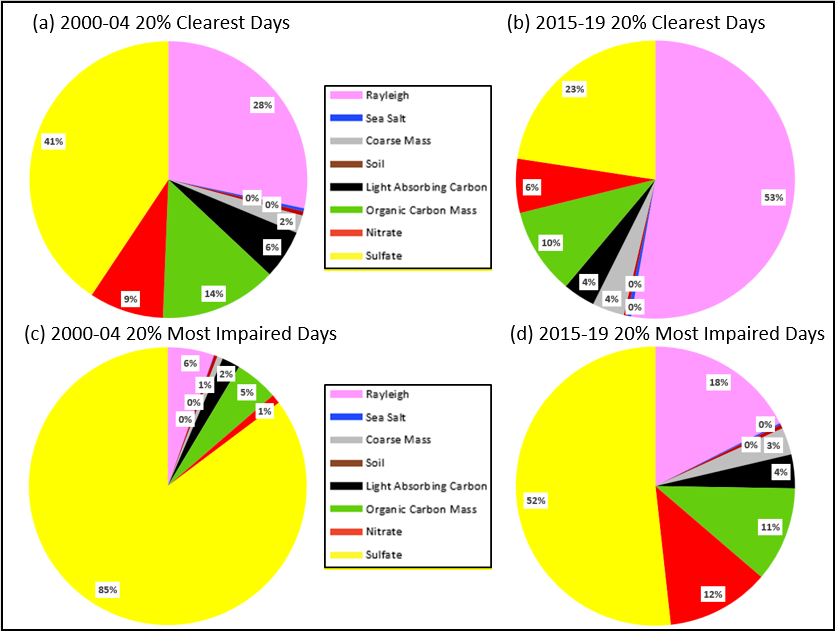 (a) 2000-04 20% Clearest Days
(b) 2015-19 20% Clearest Days
28%
0%
0%
2%
6%
14%
9%
41%
Rayleigh
Sea Salt
Coarse Mass
Soil
Light Absorbing Carbon
Organic Carbon Mass
Nitrate
Sulfate
53%
0%
0%
4%
4%
10%
6%
23%
(c) 2000-04 20% Most Impaired Days
(d) 2015-19 20% Most Impaired Days
6%
0%
0%
1%
2%
5%
1%
85%
Rayleigh
Sea Salt
Coarse Mass
Soil
Light Absorbing Carbon
Organic Carbon Mass
Nitrate
Sulfate
18%
0%
0%
3%
4%
11%
12%
52%